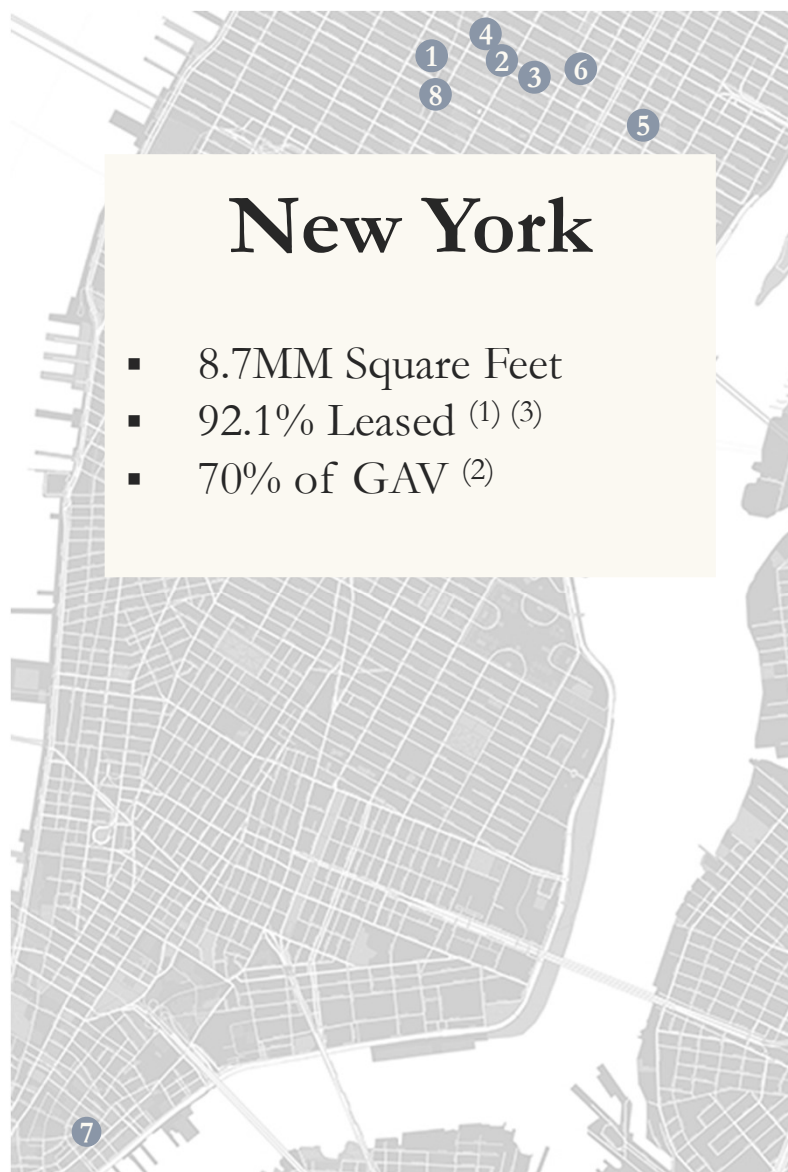 4
1
2
6
3
8
5
New York
▪ 8.7MM Square Feet
▪ 92.1% Leased (1) (3)
▪ 70% of GAV (2)
7